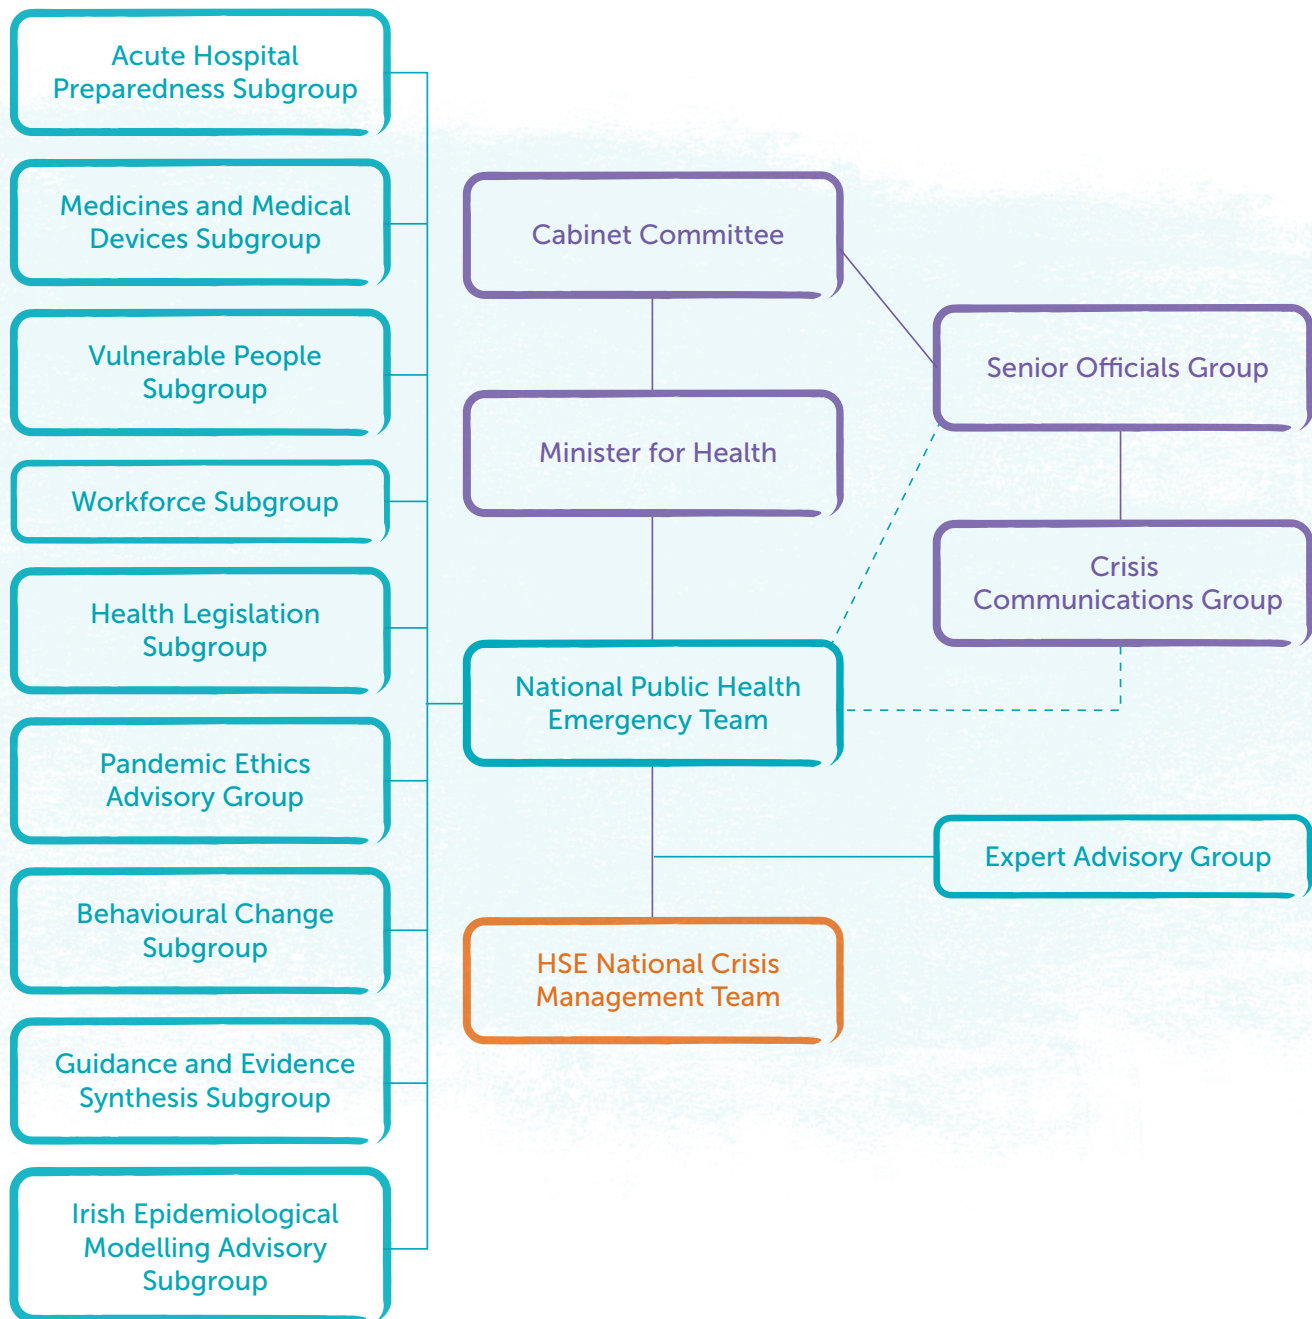 Acute Hospital
Preparedness Subgroup
Medicines and Medical
Devices Subgroup
Vulnerable People
Subgroup
Workforce Subgroup
Health Legislation
Subgroup
Pandemic Ethics
Advisory Group
Behavioural Change
Subgroup
Guidance and Evidence
Synthesis Subgroup
Irish Epidemiological
Modelling Advisory
Subgroup
Cabinet Committee
Minister for Health
National Public Health
Emergency Team
HSE National Crisis
Management Team
Senior Officials Group
Crisis
Communications Group
Expert Advisory Group